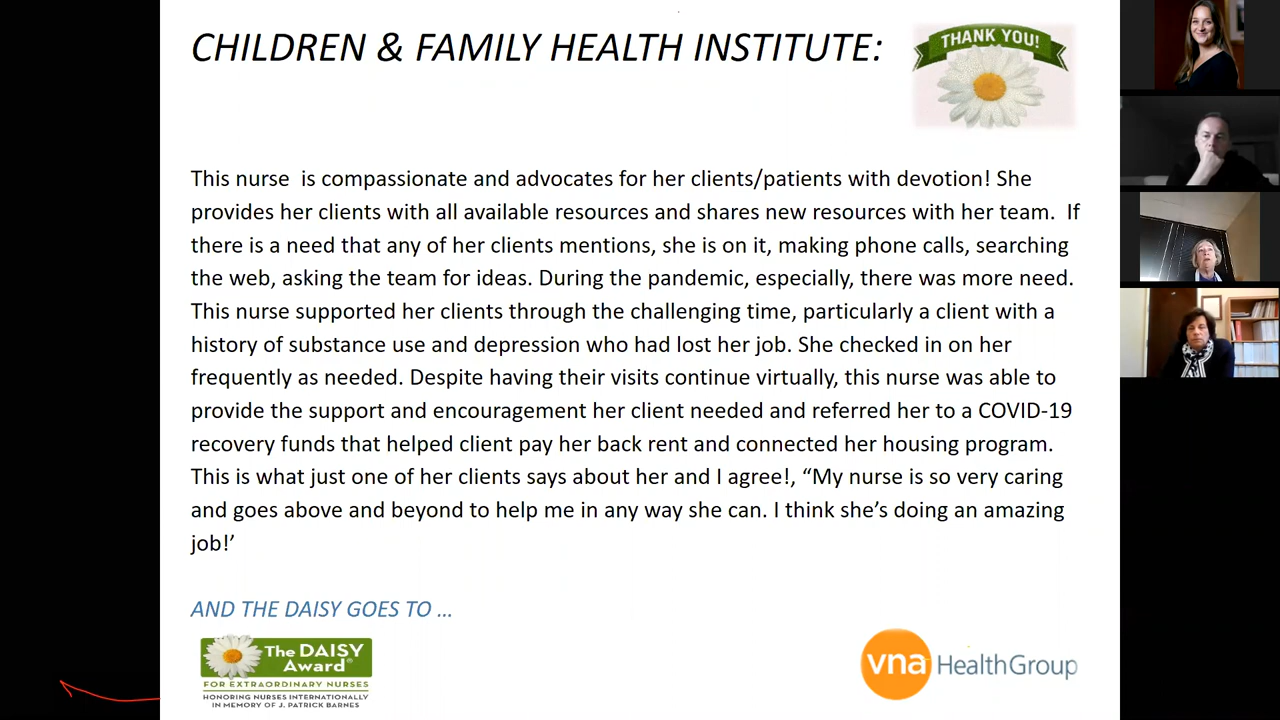 CHILDREN & FAMILY HEALTH INSTITUTE:
THANK YOU!
This nurse  is compassionate and advocates for her clients/patients with devotion! She
provides her clients with all available resources and shares new resources with her team.  If
there is a need that any of her clients mentions, she is on it, making phone calls, searching
the web, asking the team for ideas. During the pandemic, especially, there was more need.
This nurse supported her clients through the challenging time, particularly a client with a
history of substance use and depression who had lost her job. She checked in on her
frequently as needed. Despite having their visits continue virtually, this nurse was able to
provide the support and encouragement her client needed and referred her to a COVID-19
recovery funds that helped client pay her back rent and connected her housing program.
This is what just one of her clients says about her and I agree!, “My nurse is so very caring
and goes above and beyond to help me in any way she can. I think she’s doing an amazing
job!’
AND THE DAISY GOES TO …
The DAISY
Award®
FOR EXTRAORDINARY NURSES
HONORING NURSES INTERNATIONALLY
IN MEMORY OF J. PATRICK BARNES
vna HealthGroup